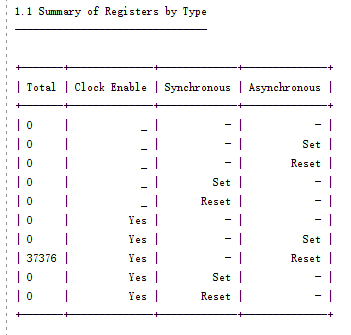 1.1 Summary of Registers by Type
--------------------------------
+-------+--------------+-------------+--------------+
| Total | Clock Enable | Synchronous | Asynchronous |
+-------+--------------+-------------+--------------+
| 0     |            _ |           - |            - |
| 0     |            _ |           - |          Set |
| 0     |            _ |           - |        Reset |
| 0     |            _ |         Set |            - |
| 0     |            _ |       Reset |            - |
| 0     |          Yes |           - |            - |
| 0     |          Yes |           - |          Set |
| 37376 |          Yes |           - |        Reset |
| 0     |          Yes |         Set |            - |
| 0     |          Yes |       Reset |            - |
+-------+--------------+-------------+--------------+